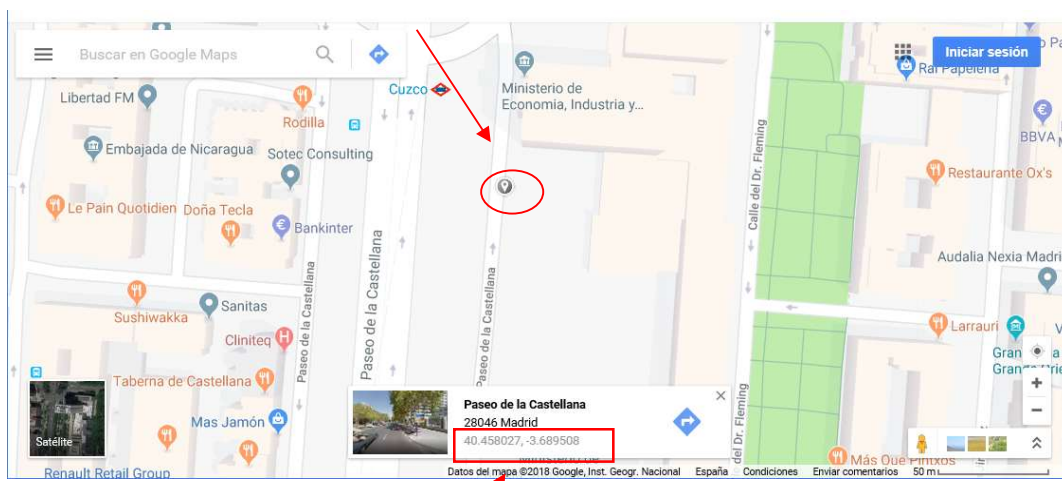 Buscar en Google Maps
Iniciar sesión
Rai Papelería
Cuzco
Ministerio de
Economia, Industria y...
Libertad FM
Rodilla
BBVA
Embajada de Nicaragua
Sotec Consulting
Calle del Dr. Fleming
Restaurante Ox's
Le Pain Quotidien
Doña Tecla
Bankinter
Paseo de la Castellana
Paseo de la Castellana
Paseo de la Castellana
Audalia Nexia Madri
Sanitas
Sushiwakka
Cliniteq
Larrauri
Taberna de Castellana
Mas Jamón
Satélite
Paseo de la Castellana
28046 Madrid
40.458027, -3.689508
del Dr. Fleming
Más Que Pintxos
Renault Retail Group
Datos del mapa ©2018 Google, Inst. Geogr. Nacional España Condiciones Enviar comentarios 50 m